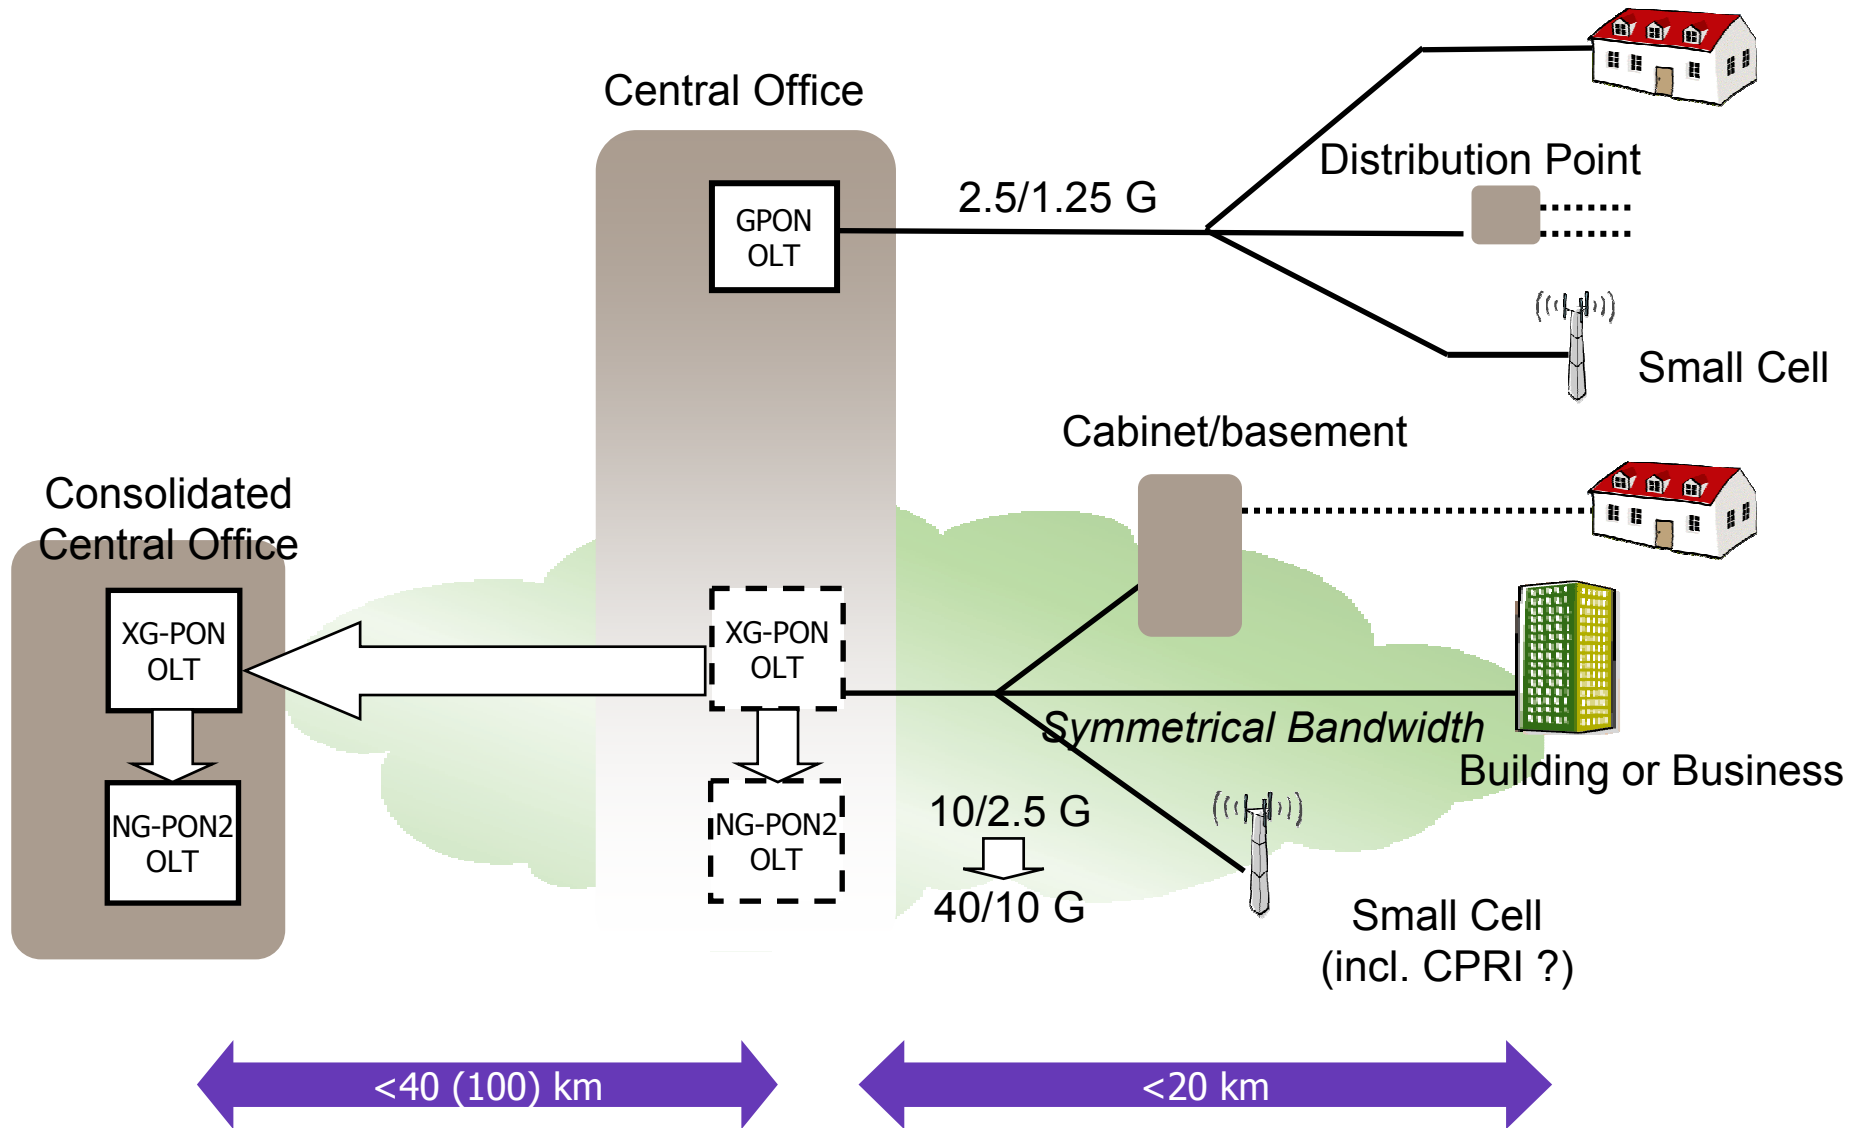 Central Office
GPON
OLT
2.5/1.25 G
Distribution Point
Small Cell
Cabinet/basement
Consolidated
Central Office
XG-PON
OLT
NG-PON2
OLT
XG-PON
OLT
NG-PON2
OLT
Symmetrical Bandwidth
Building or Business
10/2.5 G
40/10 G
Small Cell
(incl. CPRI ?)
<40 (100) km
<20 km